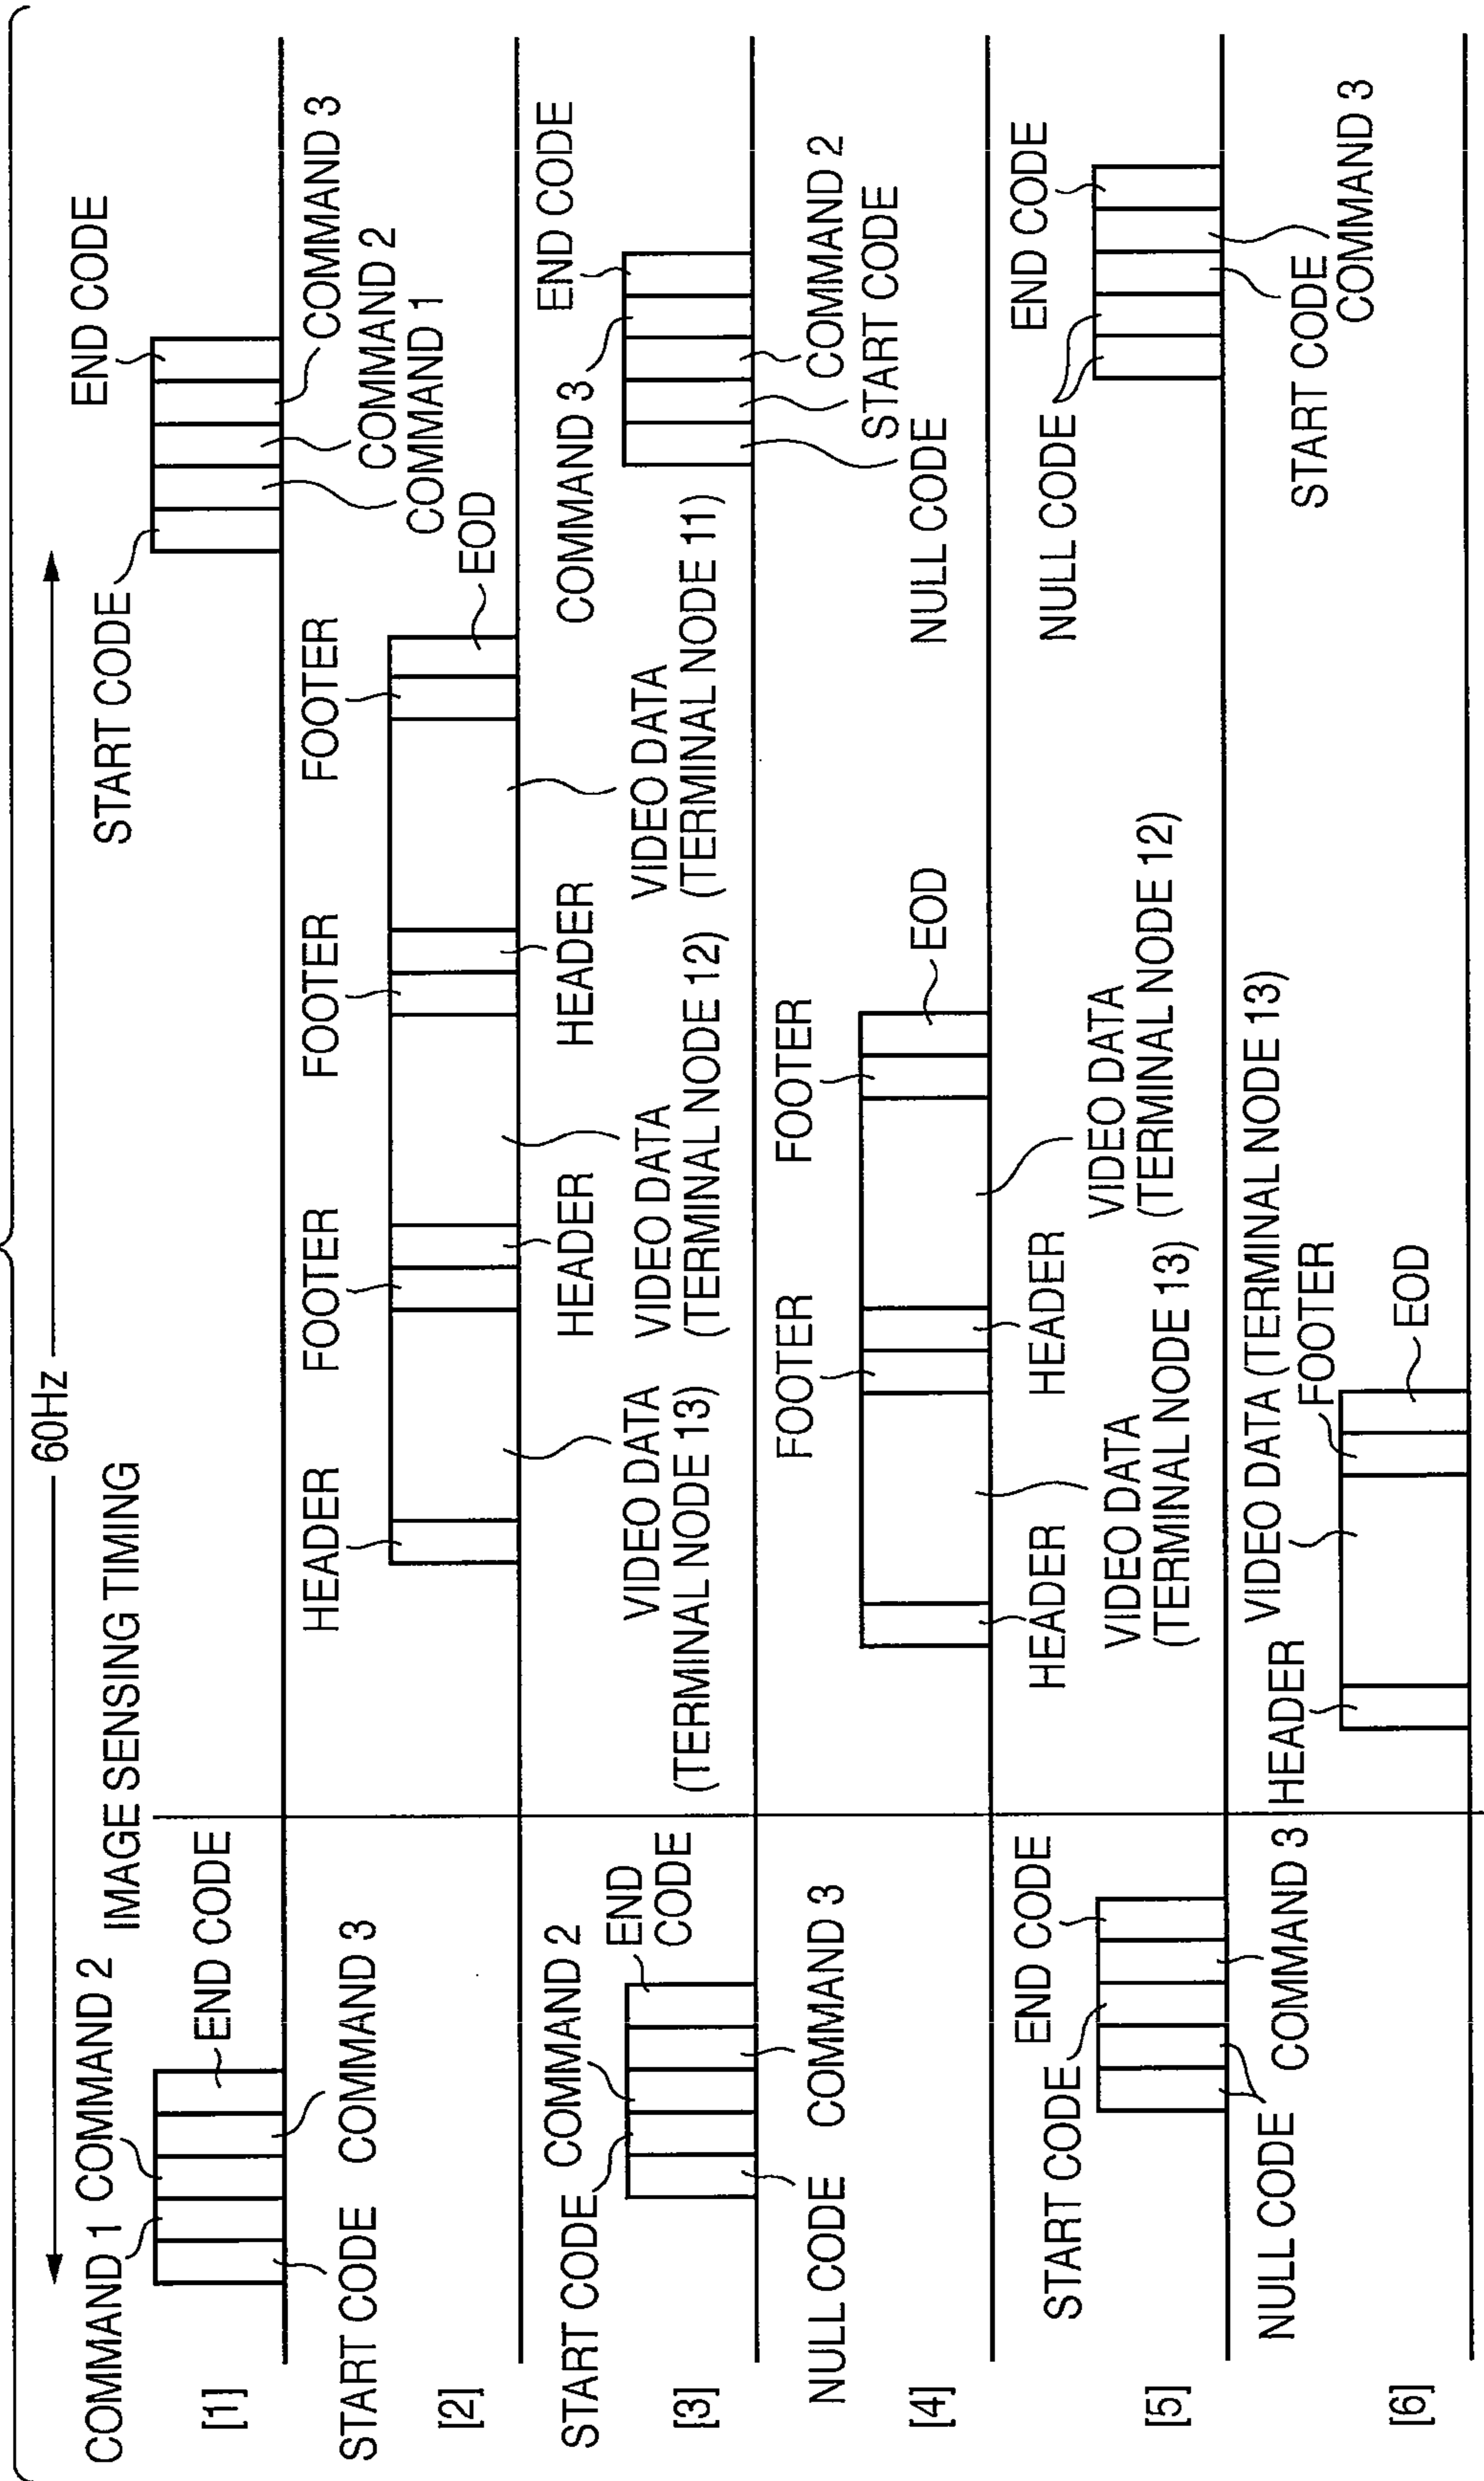 60Hz
IMAGE SENSING TIMING
[1]
COMMAND 1
COMMAND 2
END CODE
START CODE
COMMAND 3
START CODE
END CODE
COMMAND 3
COMMAND 2
COMMAND 1
[2]
HEADER
FOOTER
FOOTER
FOOTER
EOD
VIDEO DATA
(TERMINAL NODE 13)
HEADER
VIDEO DATA
(TERMINAL NODE 12)
HEADER
VIDEO DATA
(TERMINAL NODE 11)
[3]
START CODE
COMMAND 2
END
CODE
NULL CODE
COMMAND 3
COMMAND 3
END CODE
COMMAND 2
START CODE
NULL CODE
[4]
FOOTER
FOOTER
EOD
HEADER
VIDEO DATA
(TERMINAL NODE 13)
HEADER
VIDEO DATA
(TERMINAL NODE 12)
[5]
START CODE
END CODE
NULL CODE
COMMAND 3
NULL CODE
END CODE
START CODE
COMMAND 3
[6]
HEADER
VIDEO DATA (TERMINAL NODE 13)
FOOTER
EOD